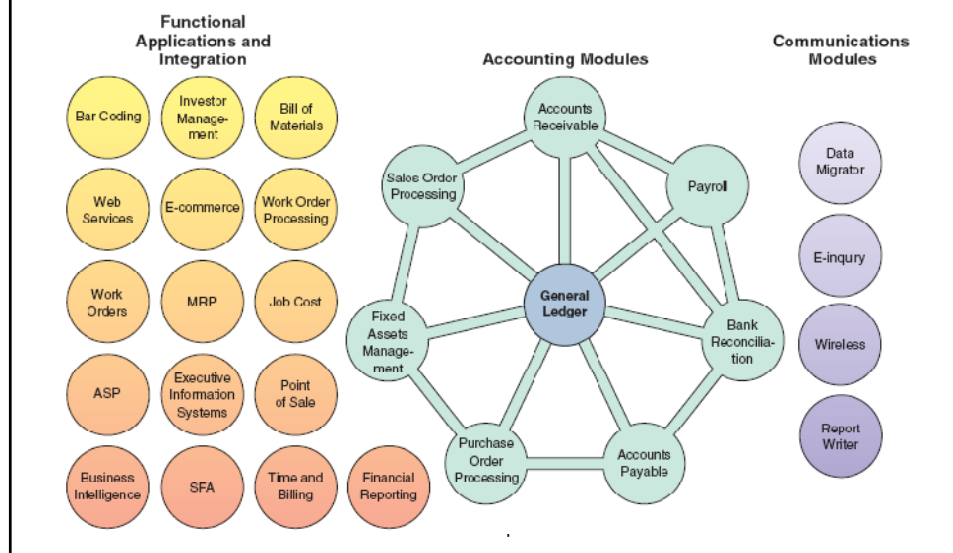 Functional
Applications and
Integration
Accounting Modules
Communications
Modules
Bar Coding
Investor
Manage-
ment
Bill of
Materials
Web
Services
E-commerce
Work Order
Processing
Work
Orders
MRP
Job Cost
ASP
Executive
Information
Systems
Point
of Sale
Business
Intelligence
SFA
Time and
Billing
Financial
Reporting
Accounts
Receivable
Sales Order
Processing
Payroll
General
Ledger
Fixed
Assets
Manage-
ment
Bank
Reconcilia-
tion
Purchase
Order
Processing
Accounts
Payable
Data
Migrator
E-inqury
Wireless
Report
Writer